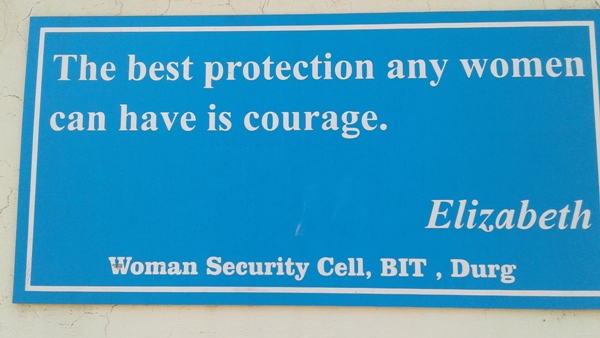 The best protection any women
can have is courage.
Elizabeth
Woman Security Cell, BIT , Durg